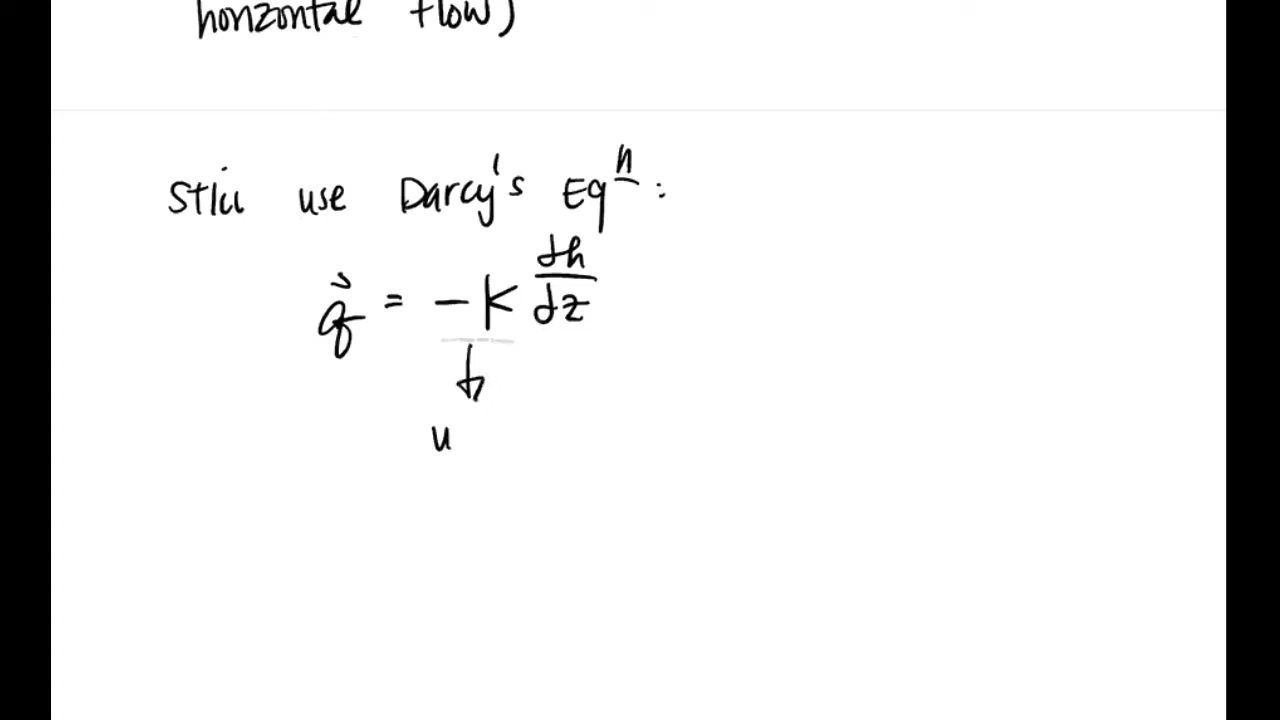 horizontal flow)
Still use Darcy's Eqⁿ :
q⃗ = -K dh/dz
u